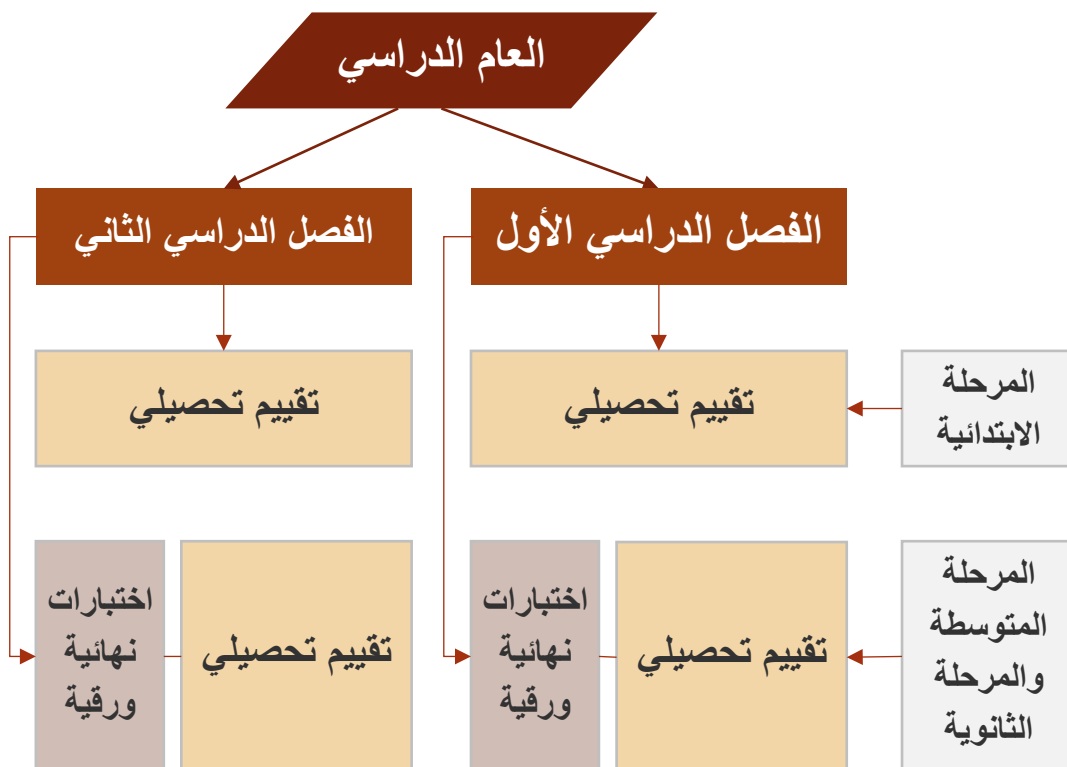 العام الدراسي
الفصل الدراسي الأول
الفصل الدراسي الثاني
المرحلة
الابتدائية
تقييم تحصيلي
تقييم تحصيلي
المرحلة
المتوسطة
والمرحلة
الثانوية
تقييم تحصيلي
اختبارات
نهائية
ورقية
تقييم تحصيلي
اختبارات
نهائية
ورقية